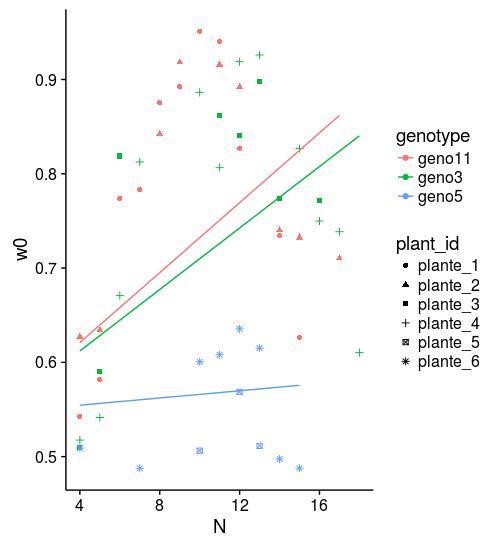 0.9
0.8
0.7
0.6
0.5
w0
4
8
12
16
N
genotype
geno11
geno3
geno5
plant_id
plante_1
plante_2
plante_3
plante_4
plante_5
plante_6